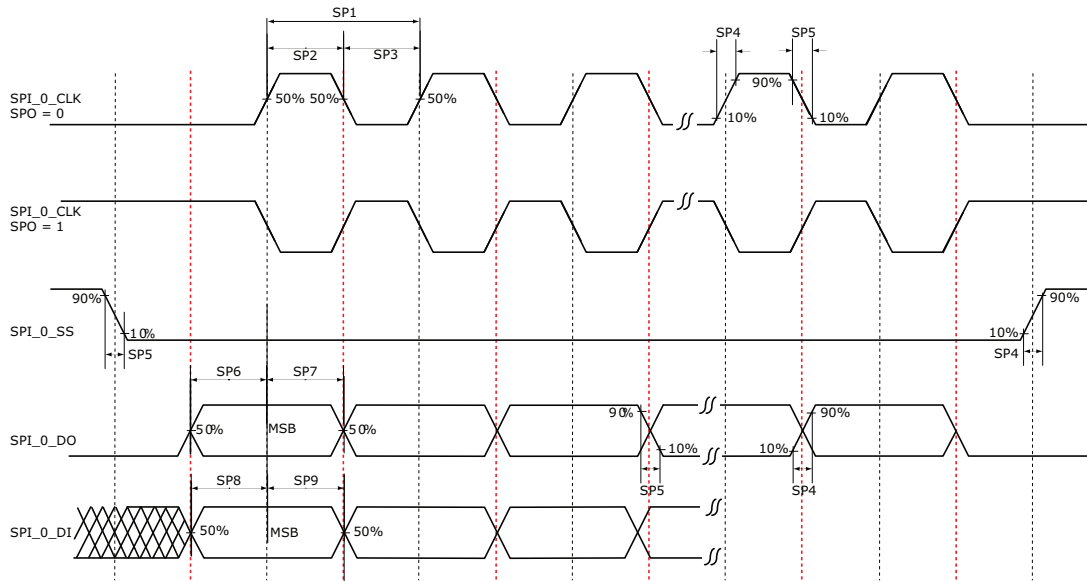 SP1
SP2 SP3
SP4 SP5
SPI_0_CLK
SPO = 0
50% 50% 50% 90%
10% 10%
SPI_0_CLK
SPO = 1
90% 90%
SPI_0_SS
10% 10%
SP5 SP4
SP6 SP7
90% 90%
SPI_0_DO
50% MSB 50%
10% 10%
SP5 SP4
SP8 SP9
SPI_0_DI
50% MSB 50%